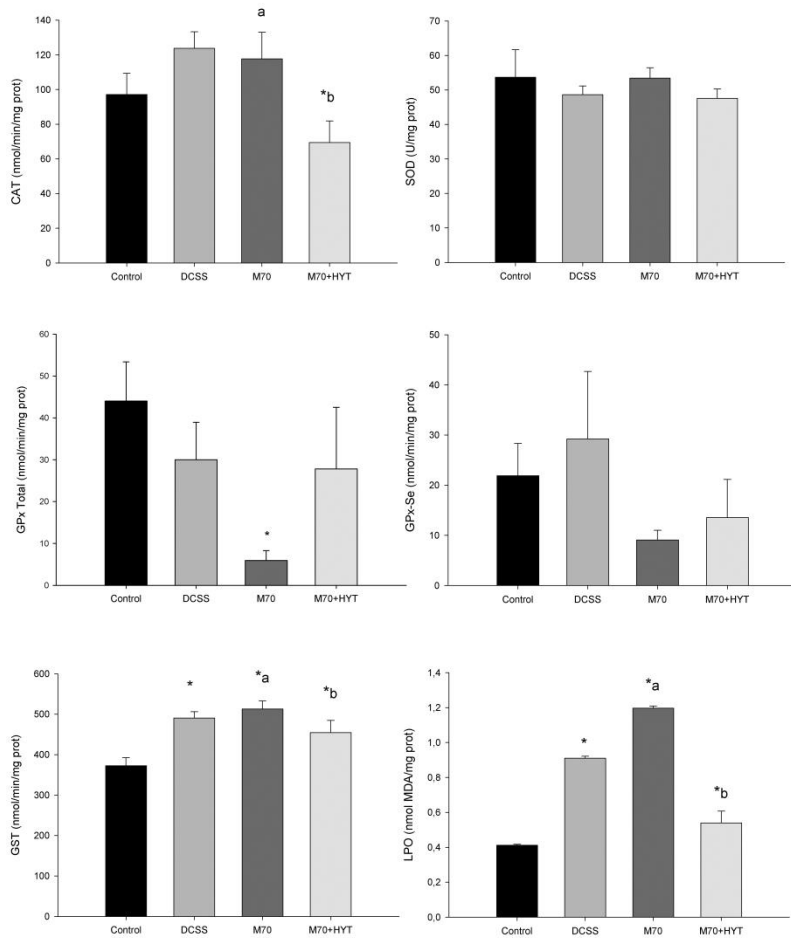 CAT (nmol/min/mg prot)
140
120
100
80
60
40
20
0
a
*b
Control DCSS M70 M70+HYT
SOD (U/mg prot)
70
60
50
40
30
20
10
0
Control DCSS M70 M70+HYT
GPx Total (nmol/min/mg prot)
60
50
40
30
20
10
0
*
Control DCSS M70 M70+HYT
GPx-Se (nmol/min/mg prot)
50
40
30
20
10
0
Control DCSS M70 M70+HYT
GST (nmol/min/mg prot)
600
500
400
300
200
100
0
*
*a
*b
Control DCSS M70 M70+HYT
LPO (nmol MDA/mg prot)
1,4
1,2
1,0
0,8
0,6
0,4
0,2
0,0
*
*a
*b
Control DCSS M70 M70+HYT